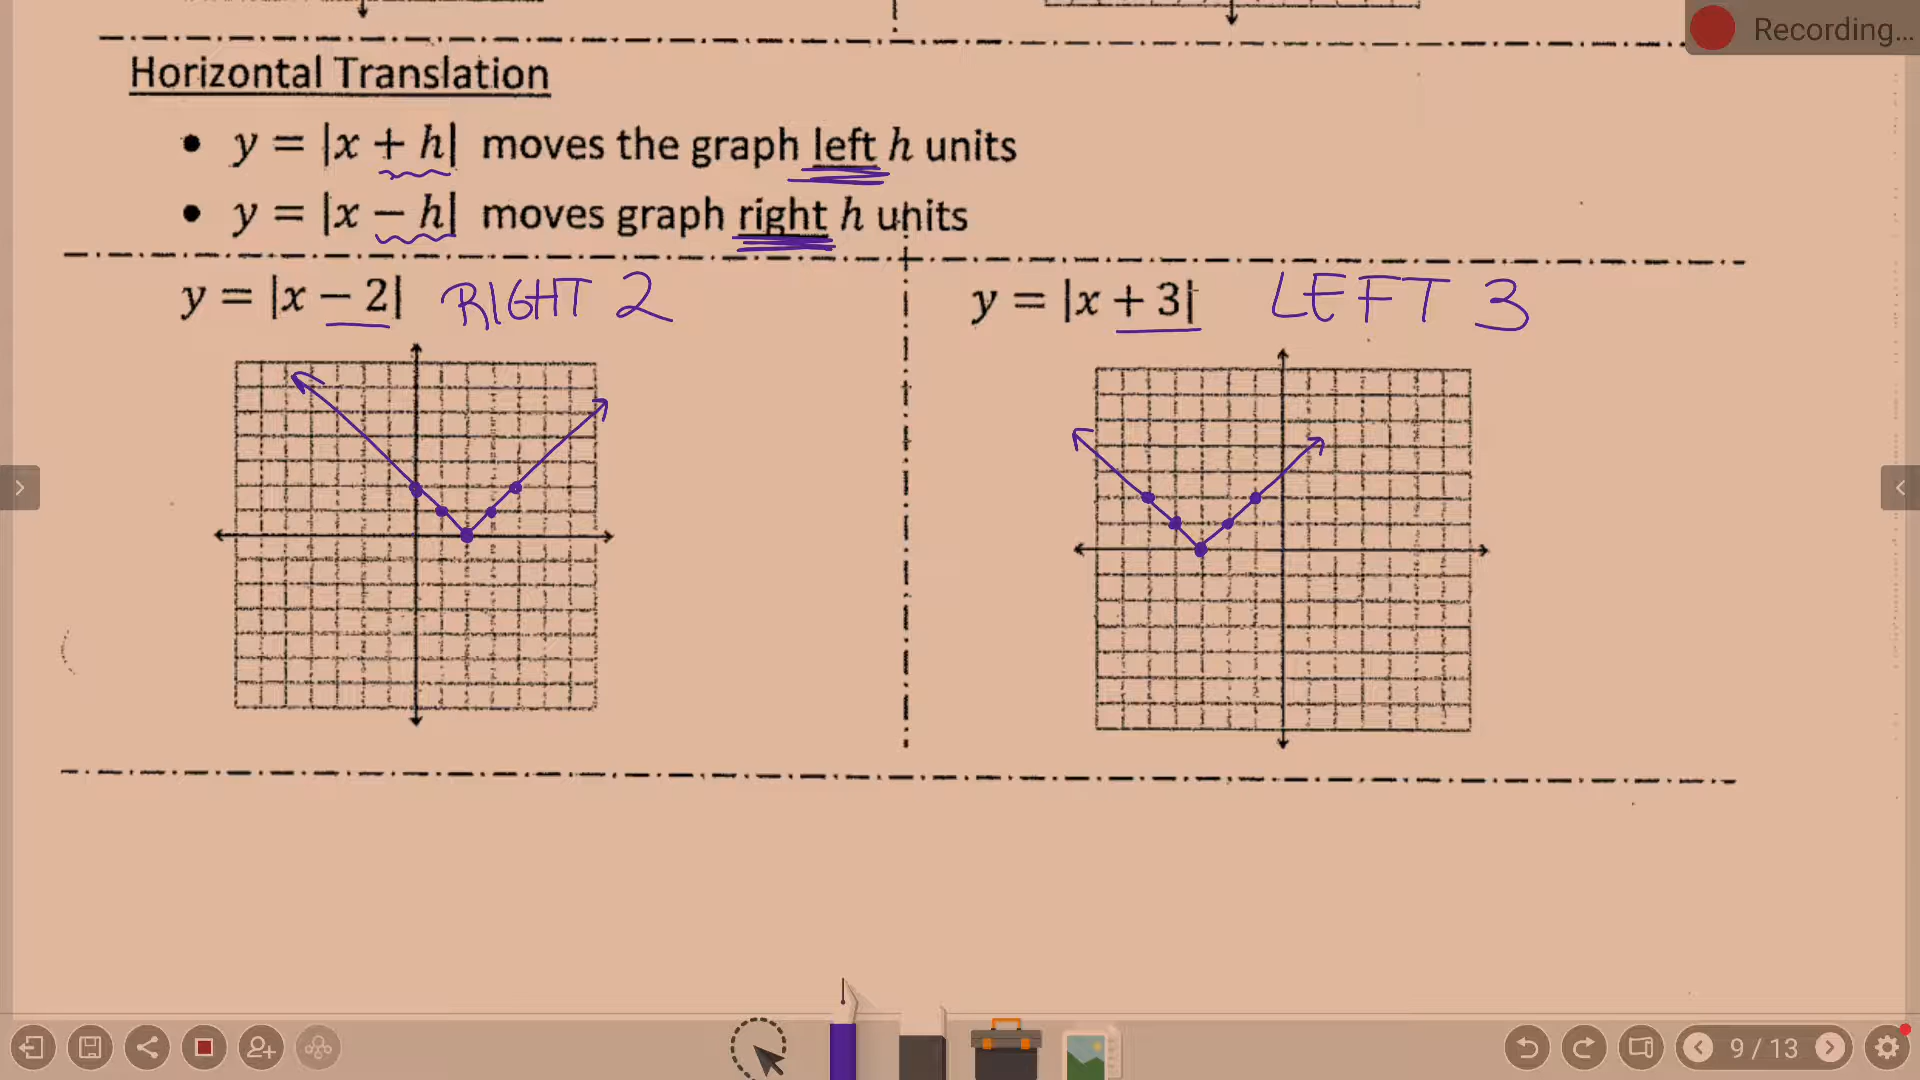 Recording...
Horizontal Translation
• y = |x + h| moves the graph left h units
• y = |x − h| moves graph right h units
y = |x − 2| RIGHT 2
y = |x + 3| LEFT 3
9 / 13